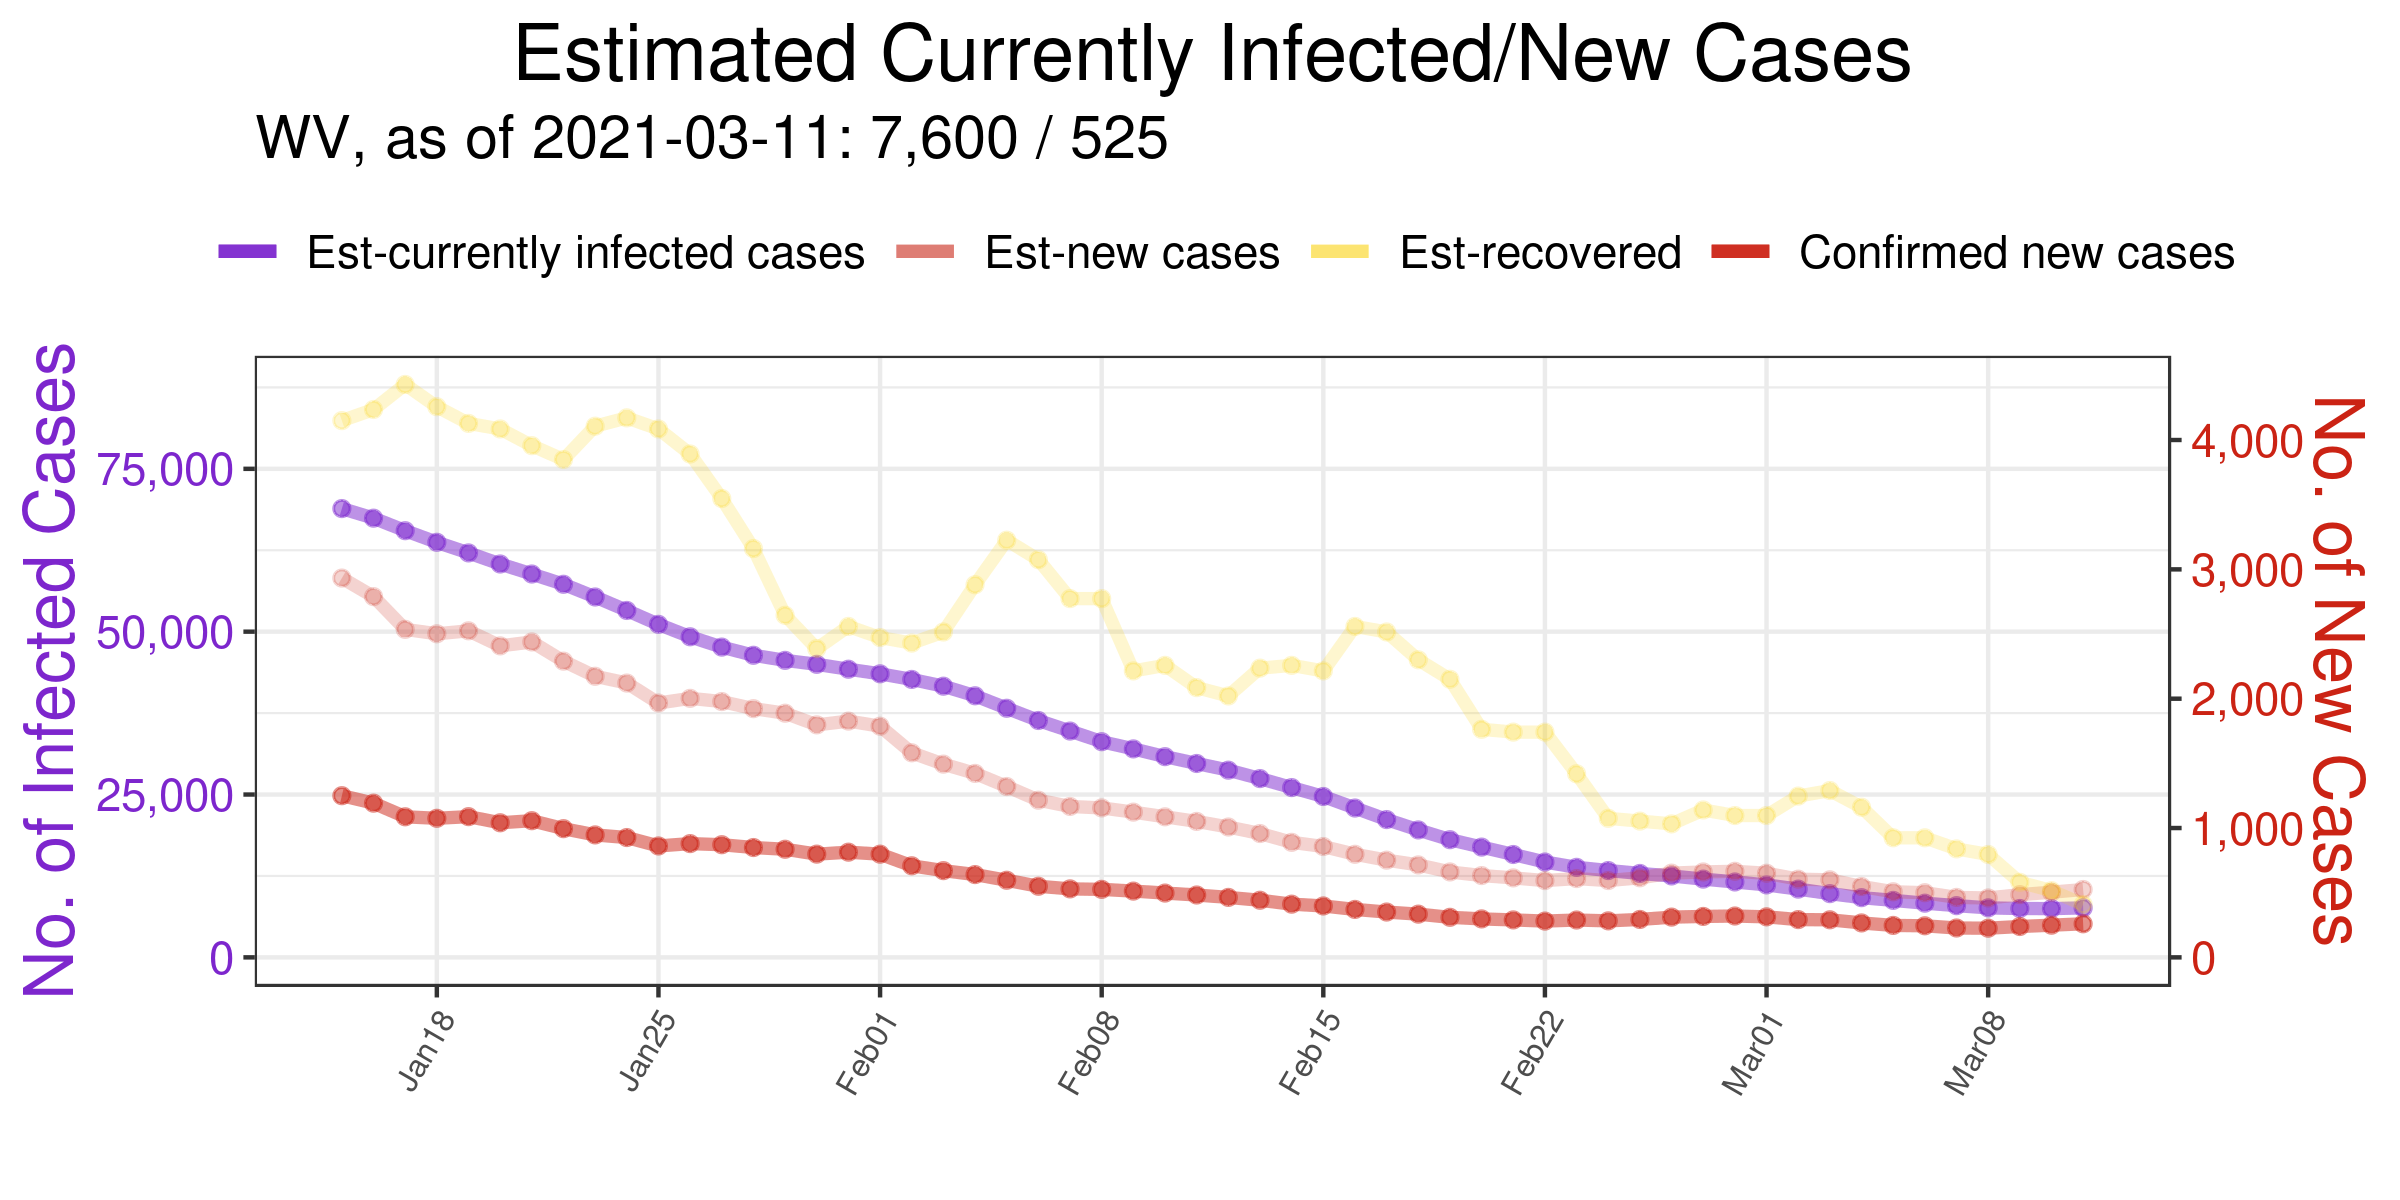 Estimated Currently Infected/New Cases
WV, as of 2021-03-11: 7,600 / 525
Est-currently infected cases Est-new cases Est-recovered Confirmed new cases
No. of Infected Cases
75,000
50,000
25,000
0
4,000
3,000
2,000
1,000
0
No. of New Cases
Jan18 Jan25 Feb01 Feb08 Feb15 Feb22 Mar01 Mar08